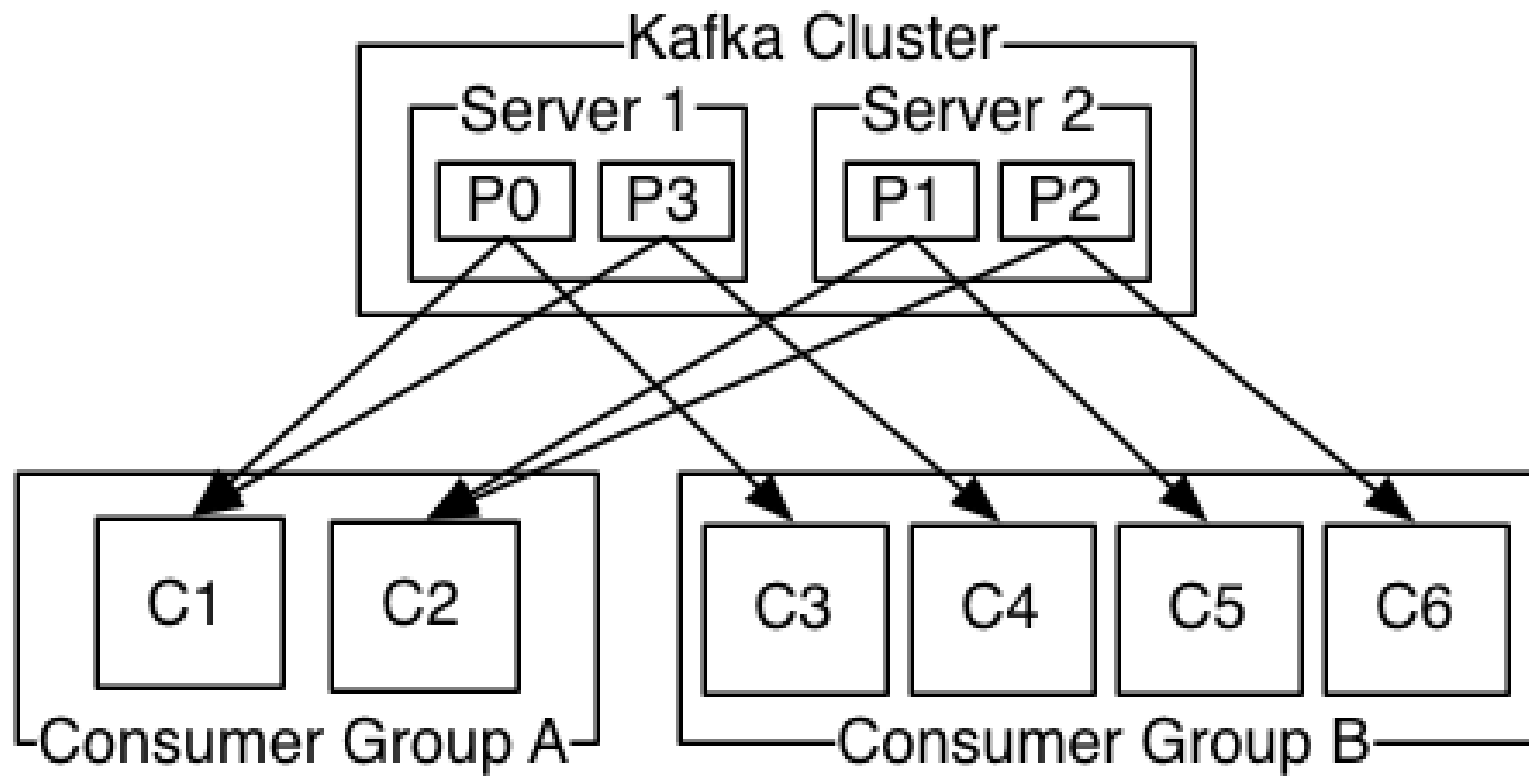 Kafka Cluster
Server 1
Server 2
P0
P3
P1
P2
C1
C2
C3
C4
C5
C6
Consumer Group A
Consumer Group B